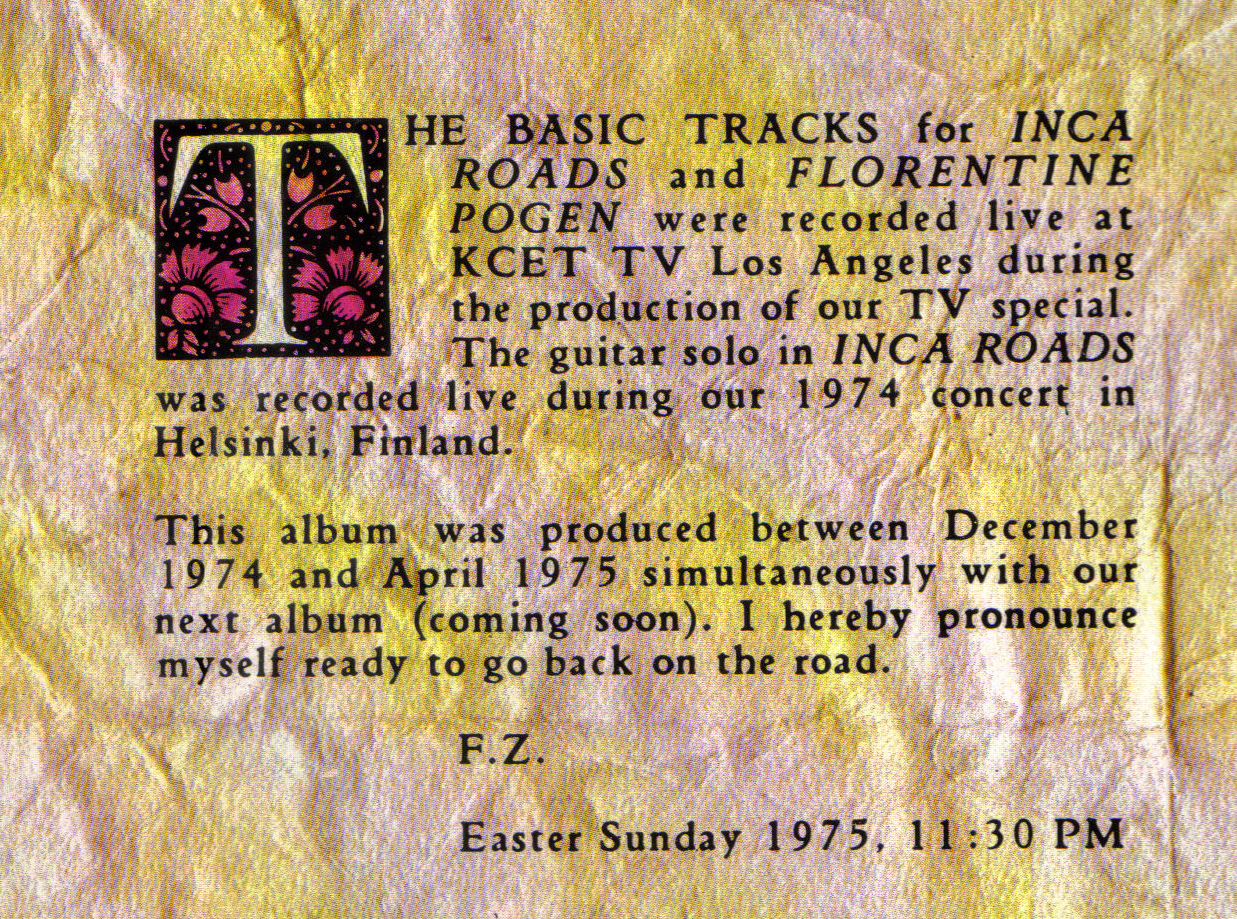 THE BASIC TRACKS for INCA
ROADS and FLORENTINE
POGEN were recorded live at
KCET TV Los Angeles during
the production of our TV special.
The guitar solo in INCA ROADS
was recorded live during our 1974 concert in
Helsinki, Finland.
This album was produced between December
1974 and April 1975 simultaneously with our
next album (coming soon). I hereby pronounce
myself ready to go back on the road.
F.Z.
Easter Sunday 1975, 11:30 PM